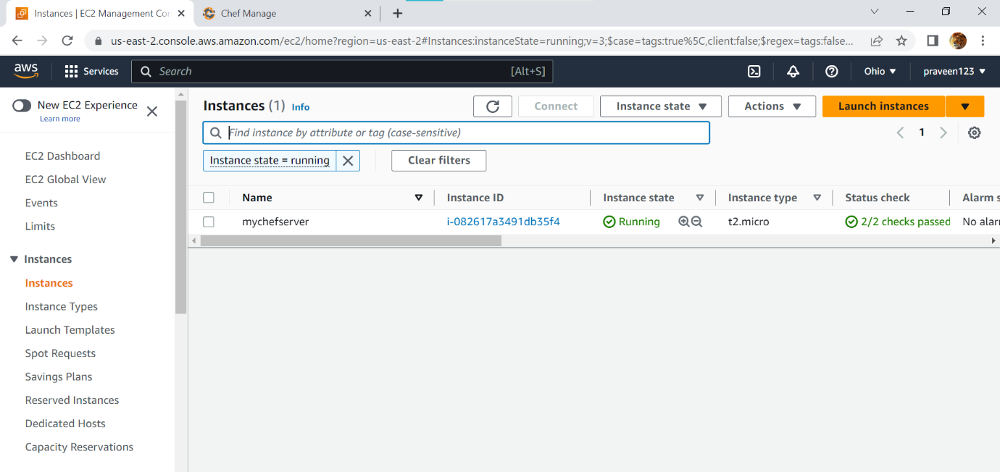 Instances | EC2 Management Con
Chef Manage
us-east-2.console.aws.amazon.com/ec2/home?region=us-east-2#Instances:instanceState=running;v=3;$case=tags:true%5C,client:false;$regex=tags:false...
aws
Services
Search
[Alt+S]
Ohio
praveen123
New EC2 Experience
Learn more
EC2 Dashboard
EC2 Global View
Events
Limits
Instances
Instances
Instance Types
Launch Templates
Spot Requests
Savings Plans
Reserved Instances
Dedicated Hosts
Capacity Reservations
Instances (1) Info
Connect
Instance state
Actions
Launch instances
Find instance by attribute or tag (case-sensitive)
1
Instance state = running
Clear filters
Name Instance ID Instance state Instance type Status check Alarm s
mychefserver i-082617a3491db35f4 Running t2.micro 2/2 checks passed No alar